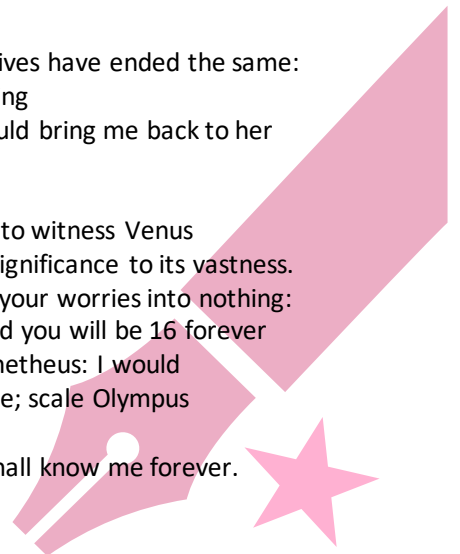 ives have ended the same:
ng
uld bring me back to her
to witness Venus
ignificance to its vastness.
your worries into nothing:
d you will be 16 forever
metheus: I would
e; scale Olympus
hall know me forever.